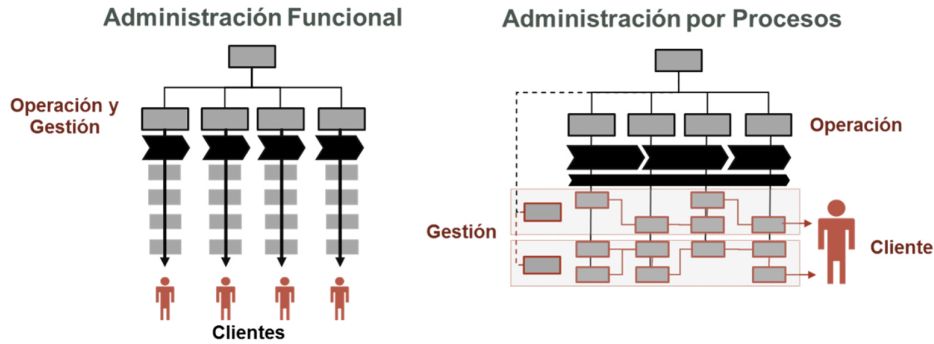 Administración Funcional
Operación y
Gestión
Clientes
Administración por Procesos
Operación
Gestión
Cliente